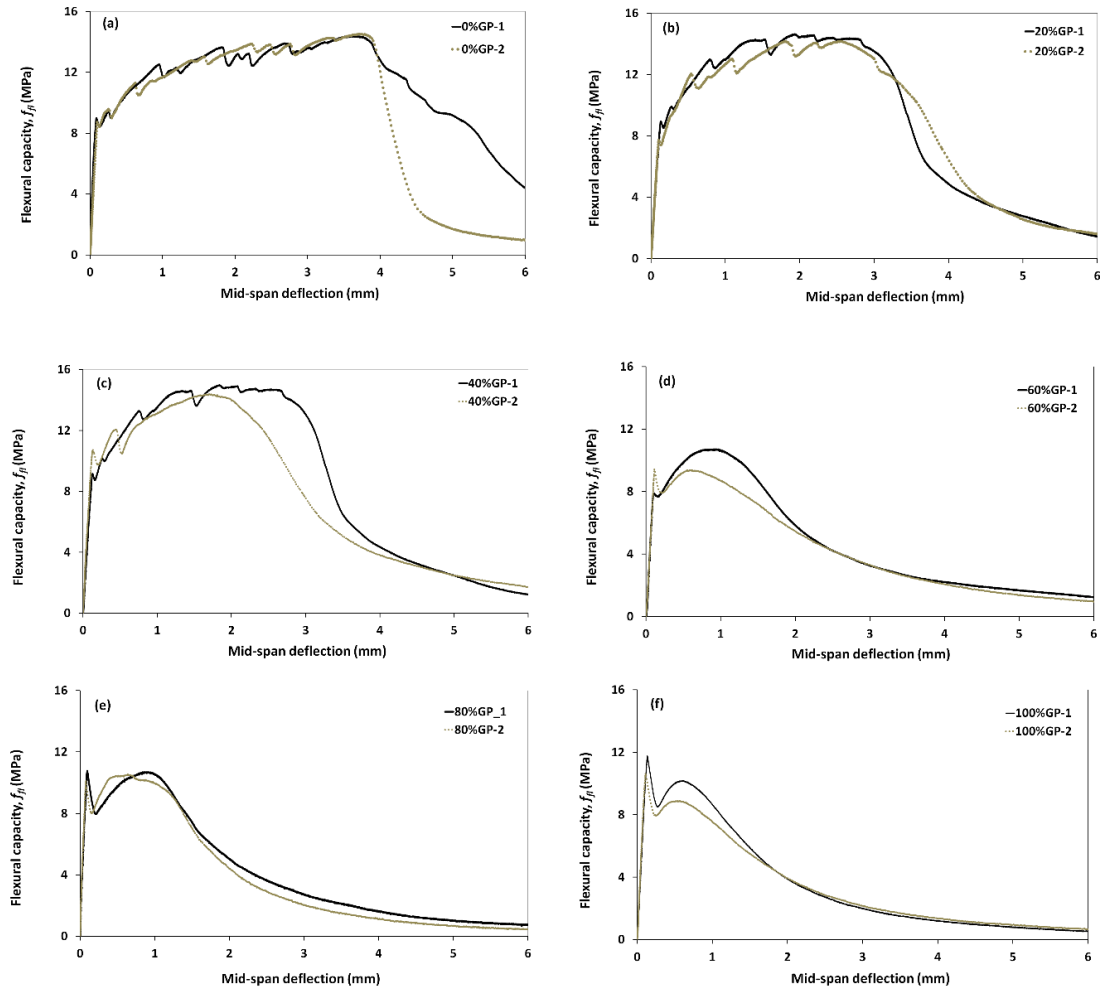 (a)
0%GP-1
0%GP-2
Flexural capacity, f_fl (MPa)
16
12
8
4
0
0 1 2 3 4 5 6
Mid-span deflection (mm)
(b)
20%GP-1
20%GP-2
Flexural capacity, f_fl (MPa)
16
12
8
4
0
0 1 2 3 4 5 6
Mid-span deflection (mm)
(c)
40%GP-1
40%GP-2
Flexural capacity, f_fl (MPa)
16
12
8
4
0
0 1 2 3 4 5 6
Mid-span deflection (mm)
(d)
60%GP-1
60%GP-2
Flexural capacity, f_fl (MPa)
16
12
8
4
0
0 1 2 3 4 5 6
Mid-span deflection (mm)
(e)
80%GP_1
80%GP-2
Flexural capacity, f_fl (MPa)
16
12
8
4
0
0 1 2 3 4 5 6
Mid-span deflection (mm)
(f)
100%GP-1
100%GP-2
Flexural capacity, f_fl (MPa)
16
12
8
4
0
0 1 2 3 4 5 6
Mid-span deflection (mm)